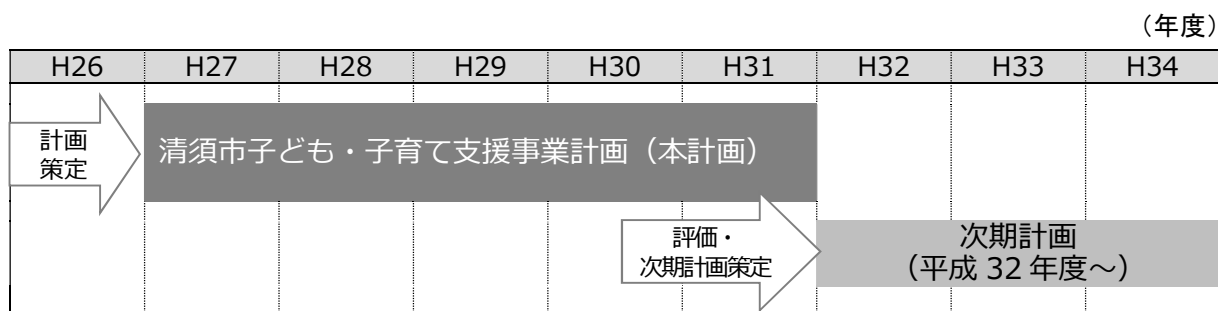 （年度）
H26 H27 H28 H29 H30 H31 H32 H33 H34
計画
策定
清須市子ども・子育て支援事業計画（本計画）
評価・
次期計画策定
次期計画
（平成 32 年度～）